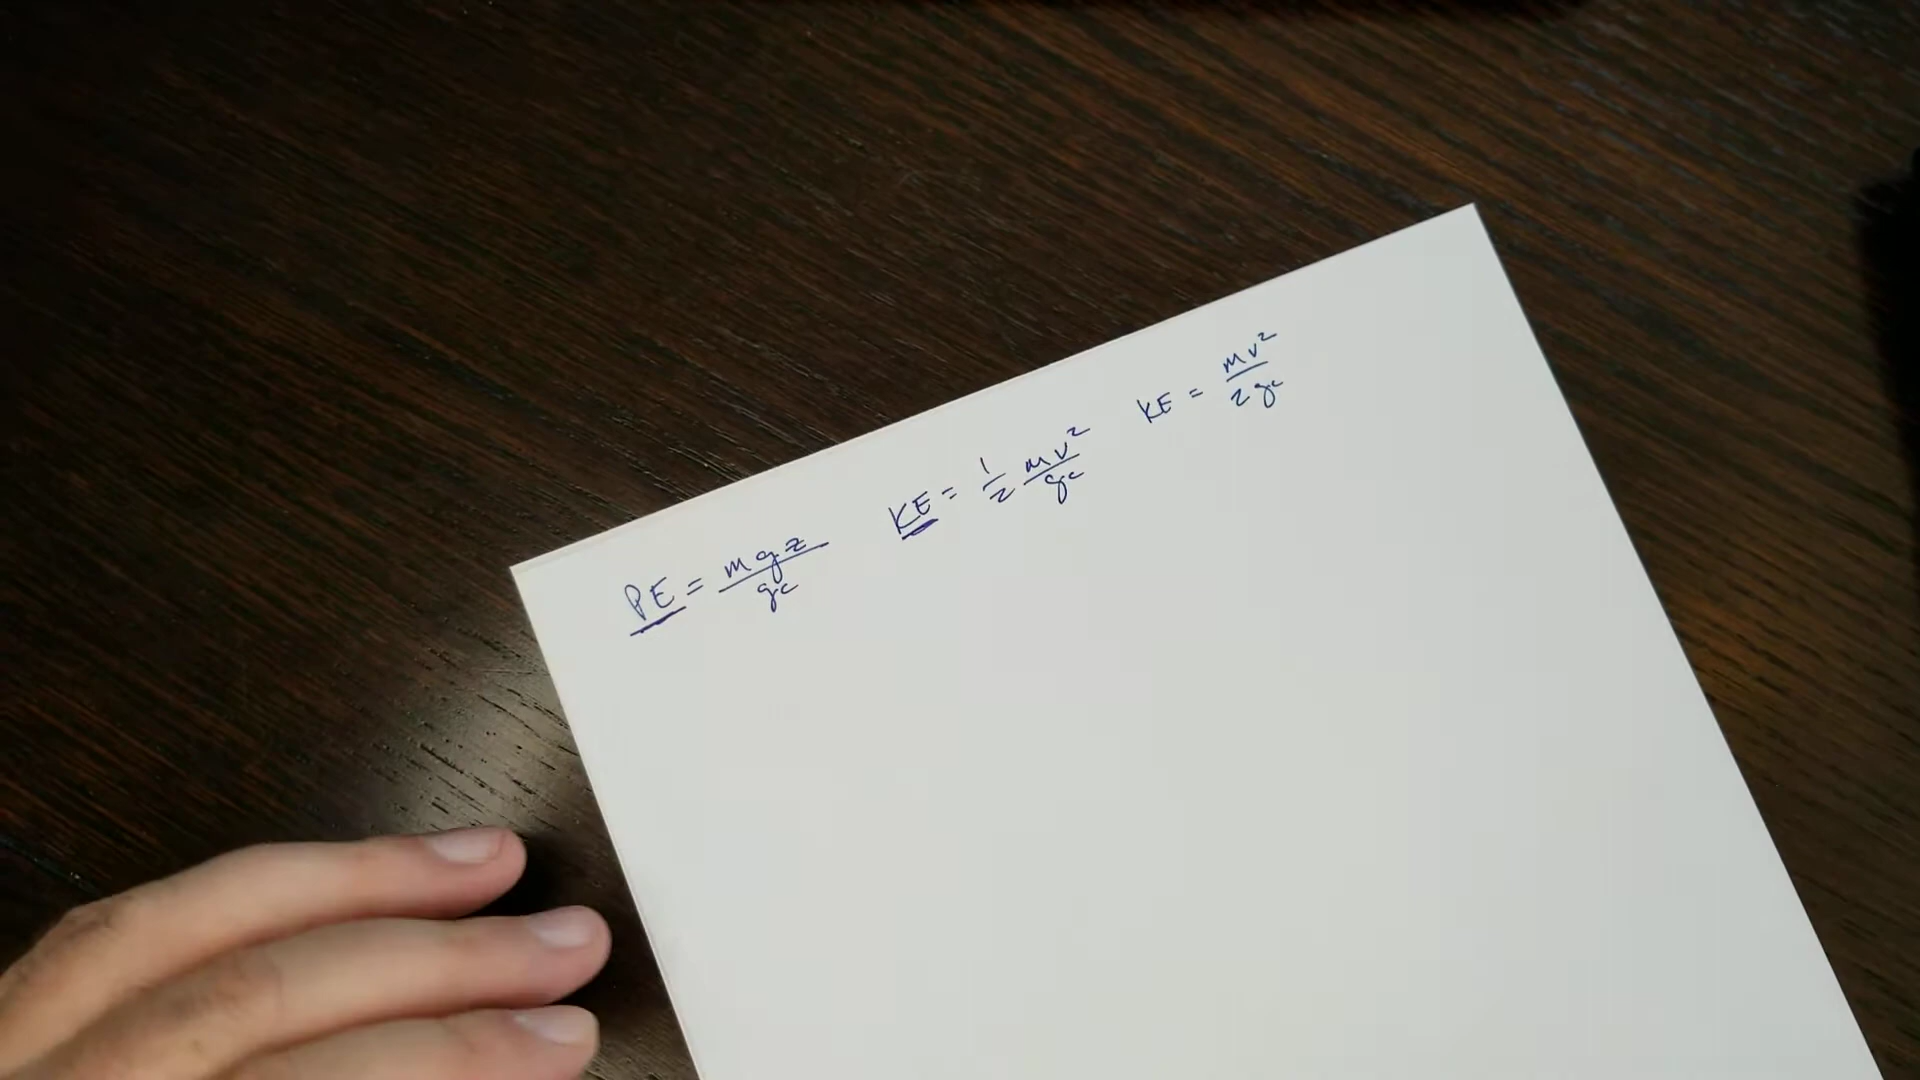 PE = mgz/gc
KE = 1/2 mv²/gc
KE = mv²/2gc